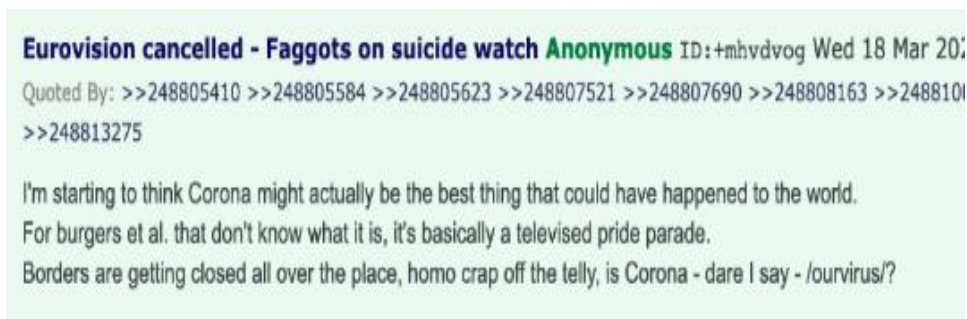 Eurovision cancelled - Faggots on suicide watch Anonymous ID:+mhvdvog Wed 18 Mar 202
Quoted By: >>248805410 >>248805584 >>248805623 >>248807521 >>248807690 >>248808163 >>2488100
>>248813275
I'm starting to think Corona might actually be the best thing that could have happened to the world.
For burgers et al. that don't know what it is, it's basically a televised pride parade.
Borders are getting closed all over the place, homo crap off the telly, is Corona - dare I say - /ourvirus/?